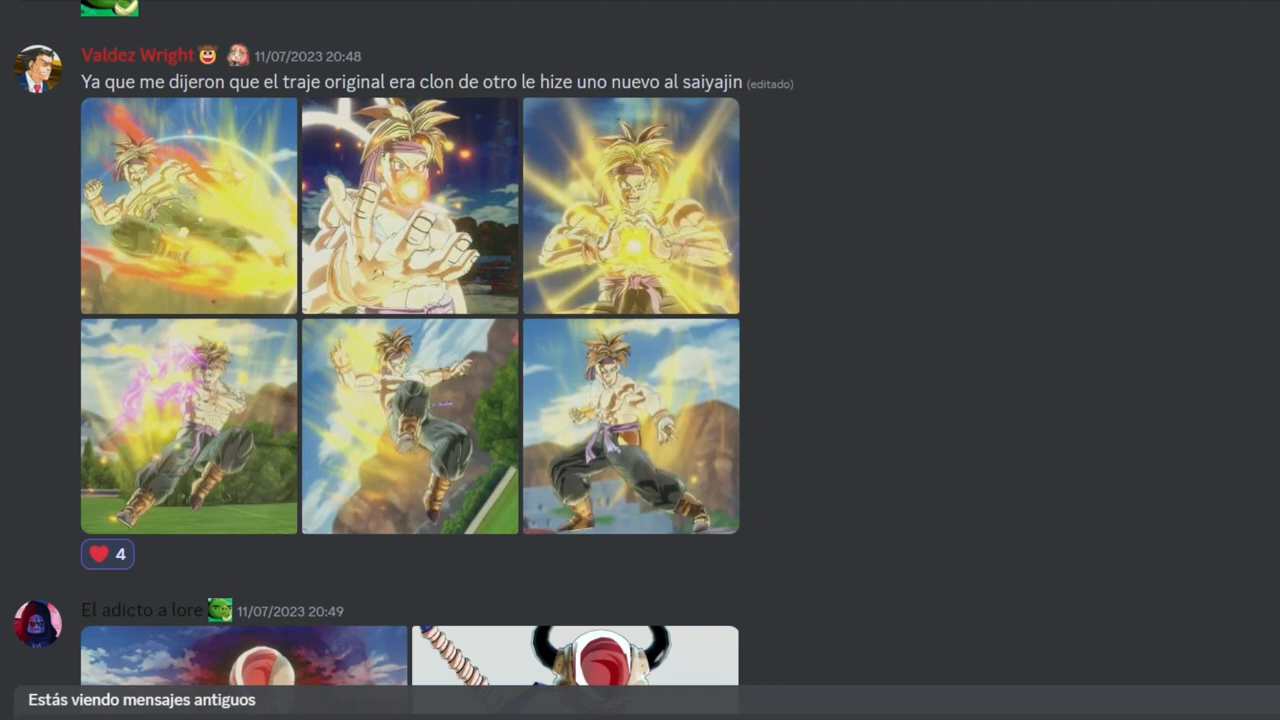 Valdez Wright 11/07/2023 20:48
Ya que me dijeron que el traje original era clon de otro le hize uno nuevo al saiyajin (editado)
4
El adicto a lore 11/07/2023 20:49
Estás viendo mensajes antiguos